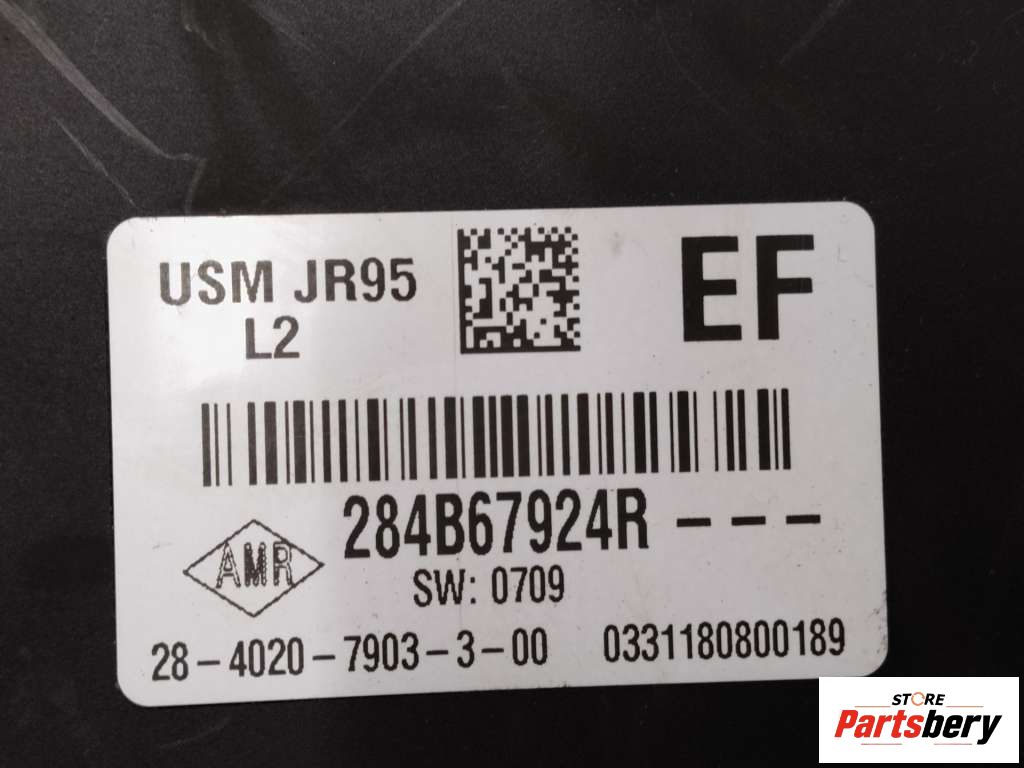 USM JR95
L2
EF
284B67924R - - -
AMR
SW: 0709
28-4020-7903-3-00 0331180800189
STORE
Partsbery